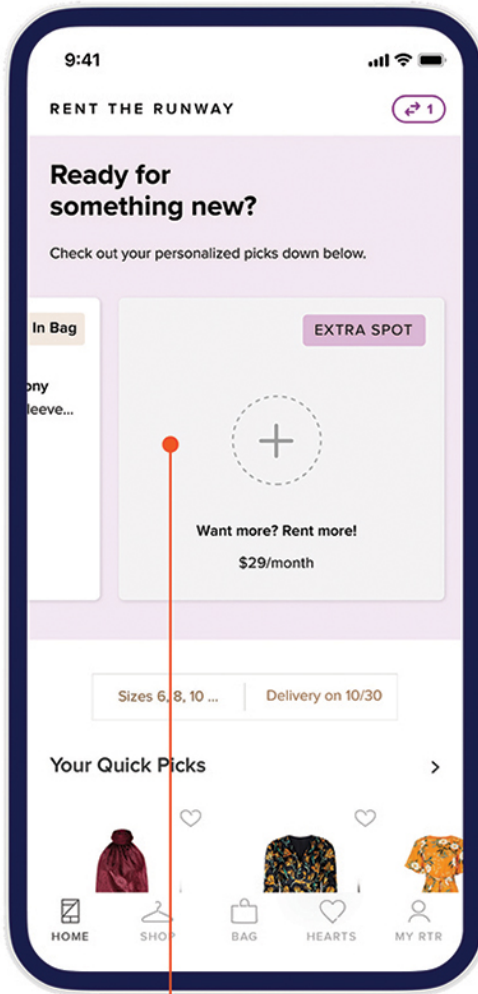 9:41
RENT THE RUNWAY
1
Ready for
something new?
Check out your personalized picks down below.
In Bag
ony
leeve...
EXTRA SPOT
Want more? Rent more!
$29/month
Sizes 6, 8, 10 ...
Delivery on 10/30
Your Quick Picks
HOME
SHOP
BAG
HEARTS
MY RTR